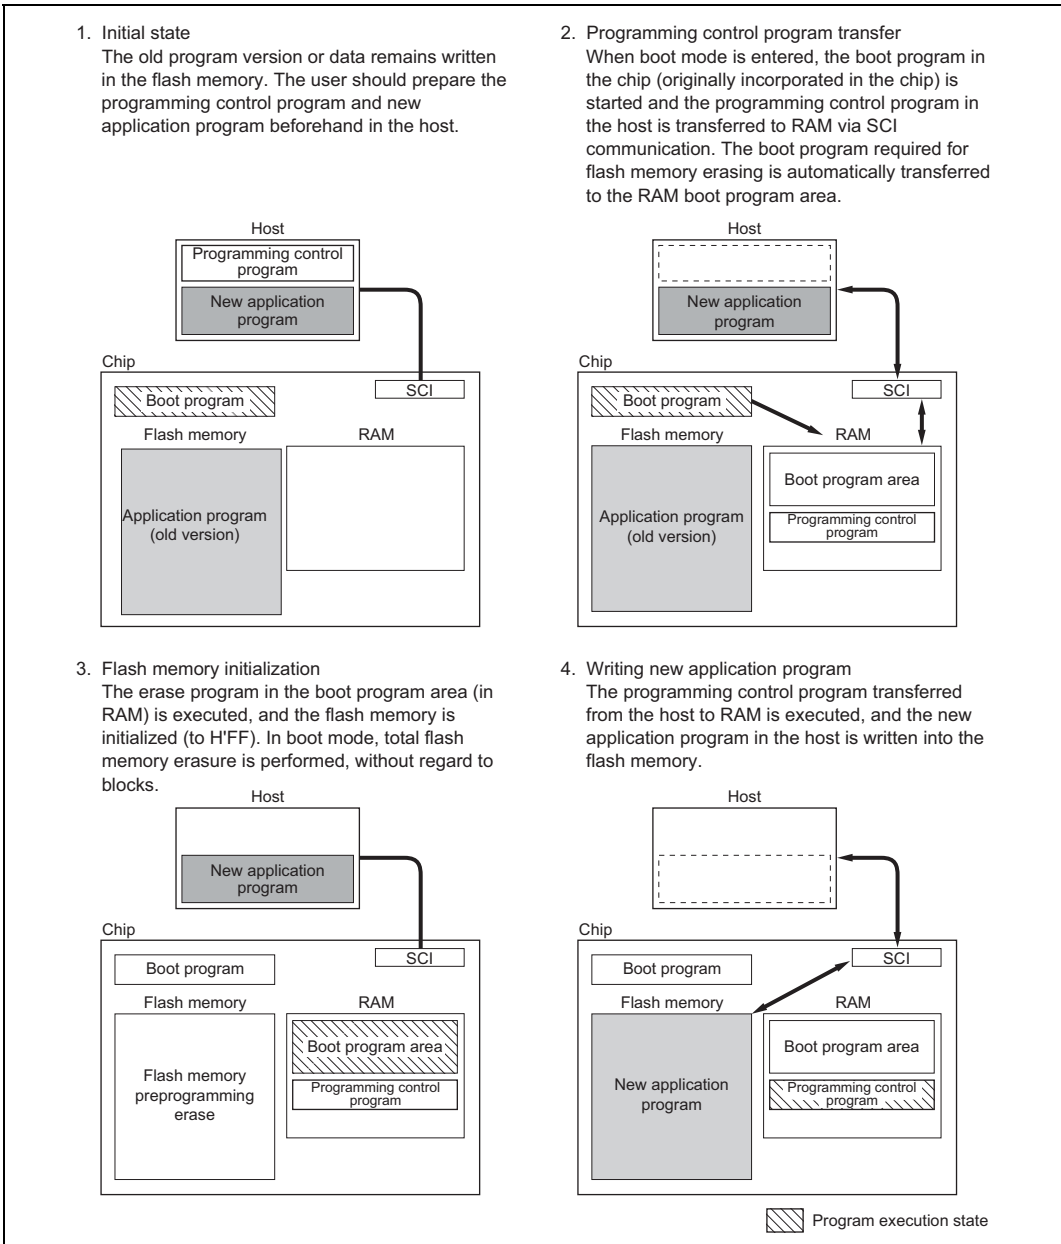 1. Initial state
The old program version or data remains written
in the flash memory. The user should prepare the
programming control program and new
application program beforehand in the host.
Host
Programming control
program
New application
program
Chip
SCI
Boot program
Flash memory
RAM
Application program
(old version)
2. Programming control program transfer
When boot mode is entered, the boot program in
the chip (originally incorporated in the chip) is
started and the programming control program in
the host is transferred to RAM via SCI
communication. The boot program required for
flash memory erasing is automatically transferred
to the RAM boot program area.
Host
New application
program
Chip
SCI
Boot program
Flash memory
RAM
Boot program area
Programming control
program
Application program
(old version)
3. Flash memory initialization
The erase program in the boot program area (in
RAM) is executed, and the flash memory is
initialized (to H'FF). In boot mode, total flash
memory erasure is performed, without regard to
blocks.
Host
New application
program
Chip
SCI
Boot program
Flash memory
RAM
Boot program area
Programming control
program
Flash memory
preprogramming
erase
4. Writing new application program
The programming control program transferred
from the host to RAM is executed, and the new
application program in the host is written into the
flash memory.
Host
Chip
SCI
Boot program
Flash memory
RAM
Boot program area
Programming control
program
New application
program
Program execution state